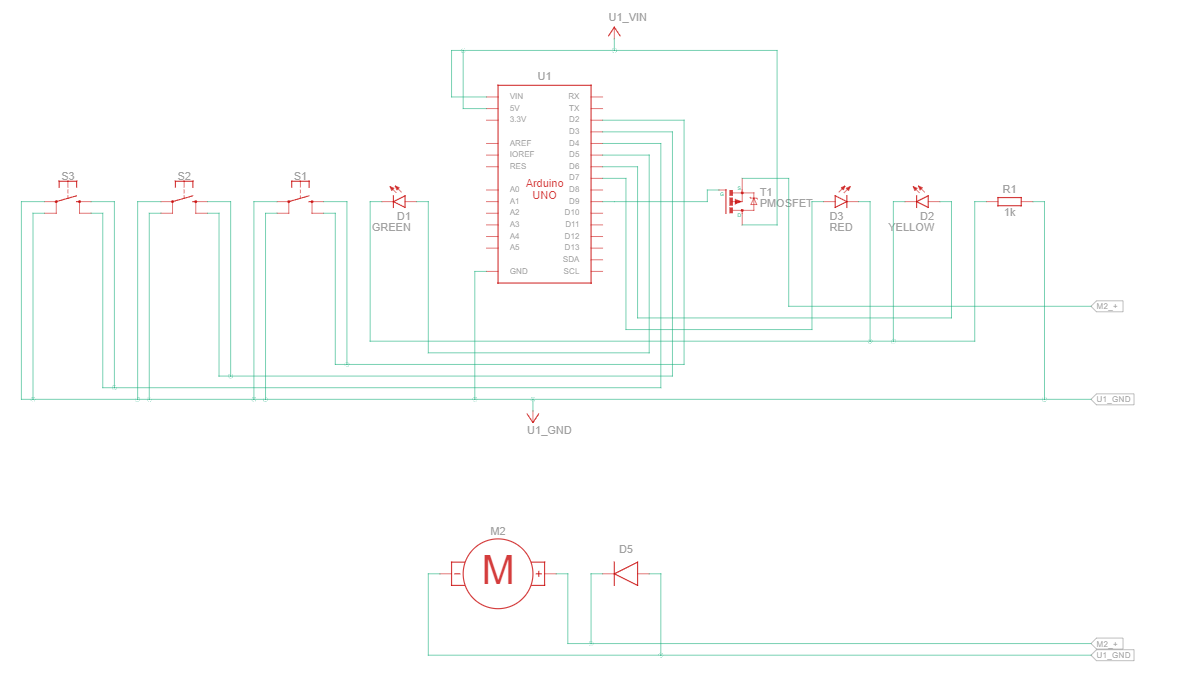 U1_VIN
U1
VIN RX
5V TX
3.3V D2
D3
AREF D4
IOREF D5
RES D6
D7
A0 D8
A1 D9
A2 D10
A3 D11
A4 D12
A5 D13
SDA
GND SCL
Arduino
UNO
S3
S2
S1
D1
GREEN
G
S
D
T1
PMOSFET
D3
RED
D2
YELLOW
R1
1k
M2_+
U1_GND
U1_GND
M2
M
- +
D5
M2_+
U1_GND